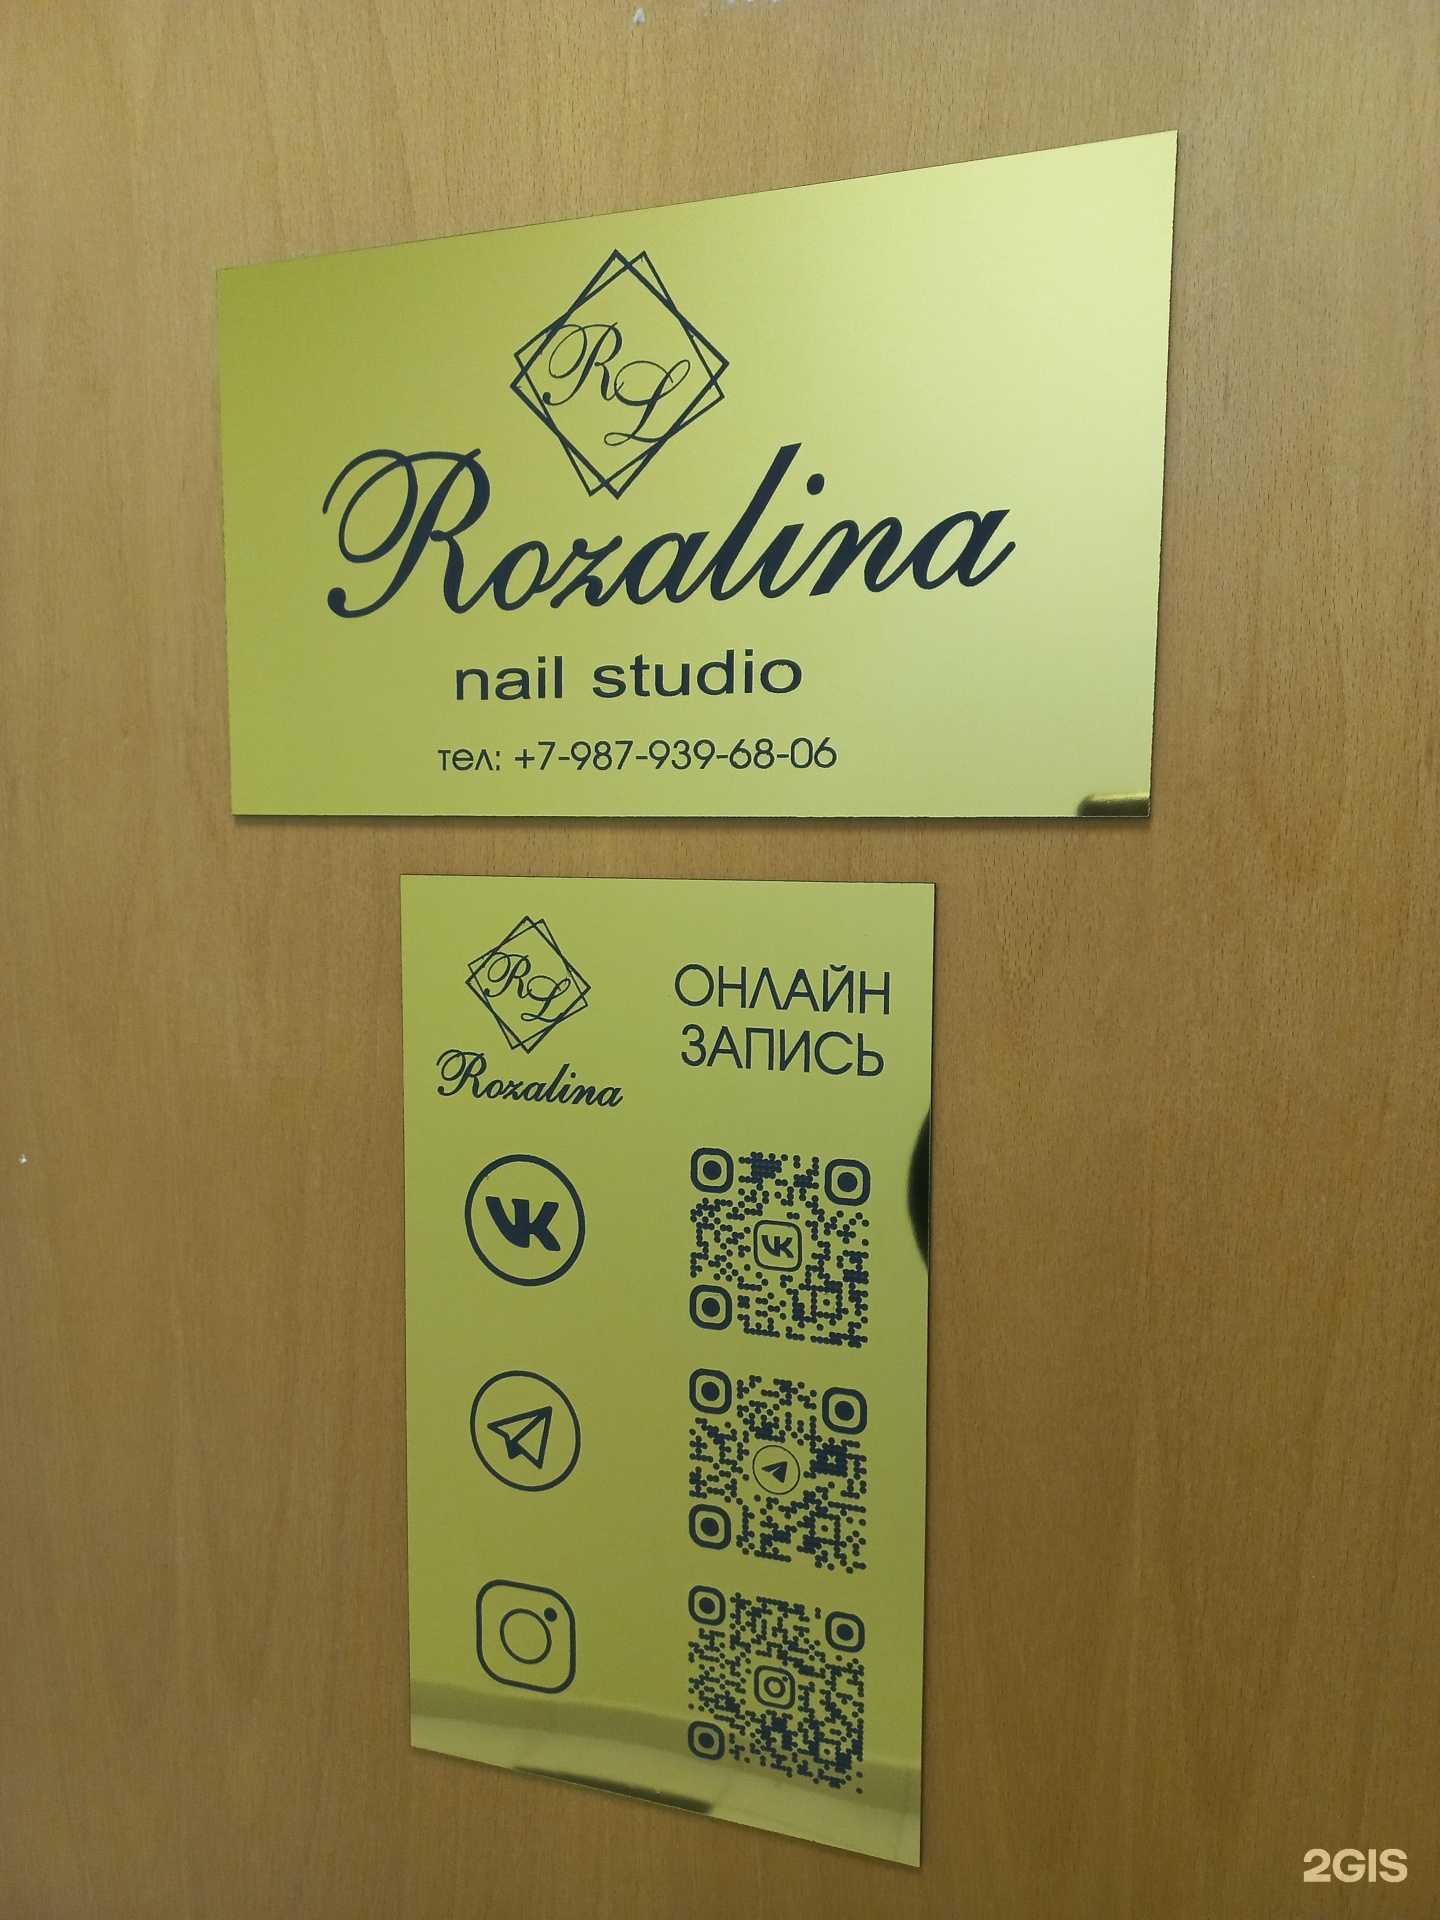 RL
Rozalina
nail studio
тел: +7-987-939-68-06
RL
Rozalina
ОНЛАЙН
ЗАПИСЬ
2GIS